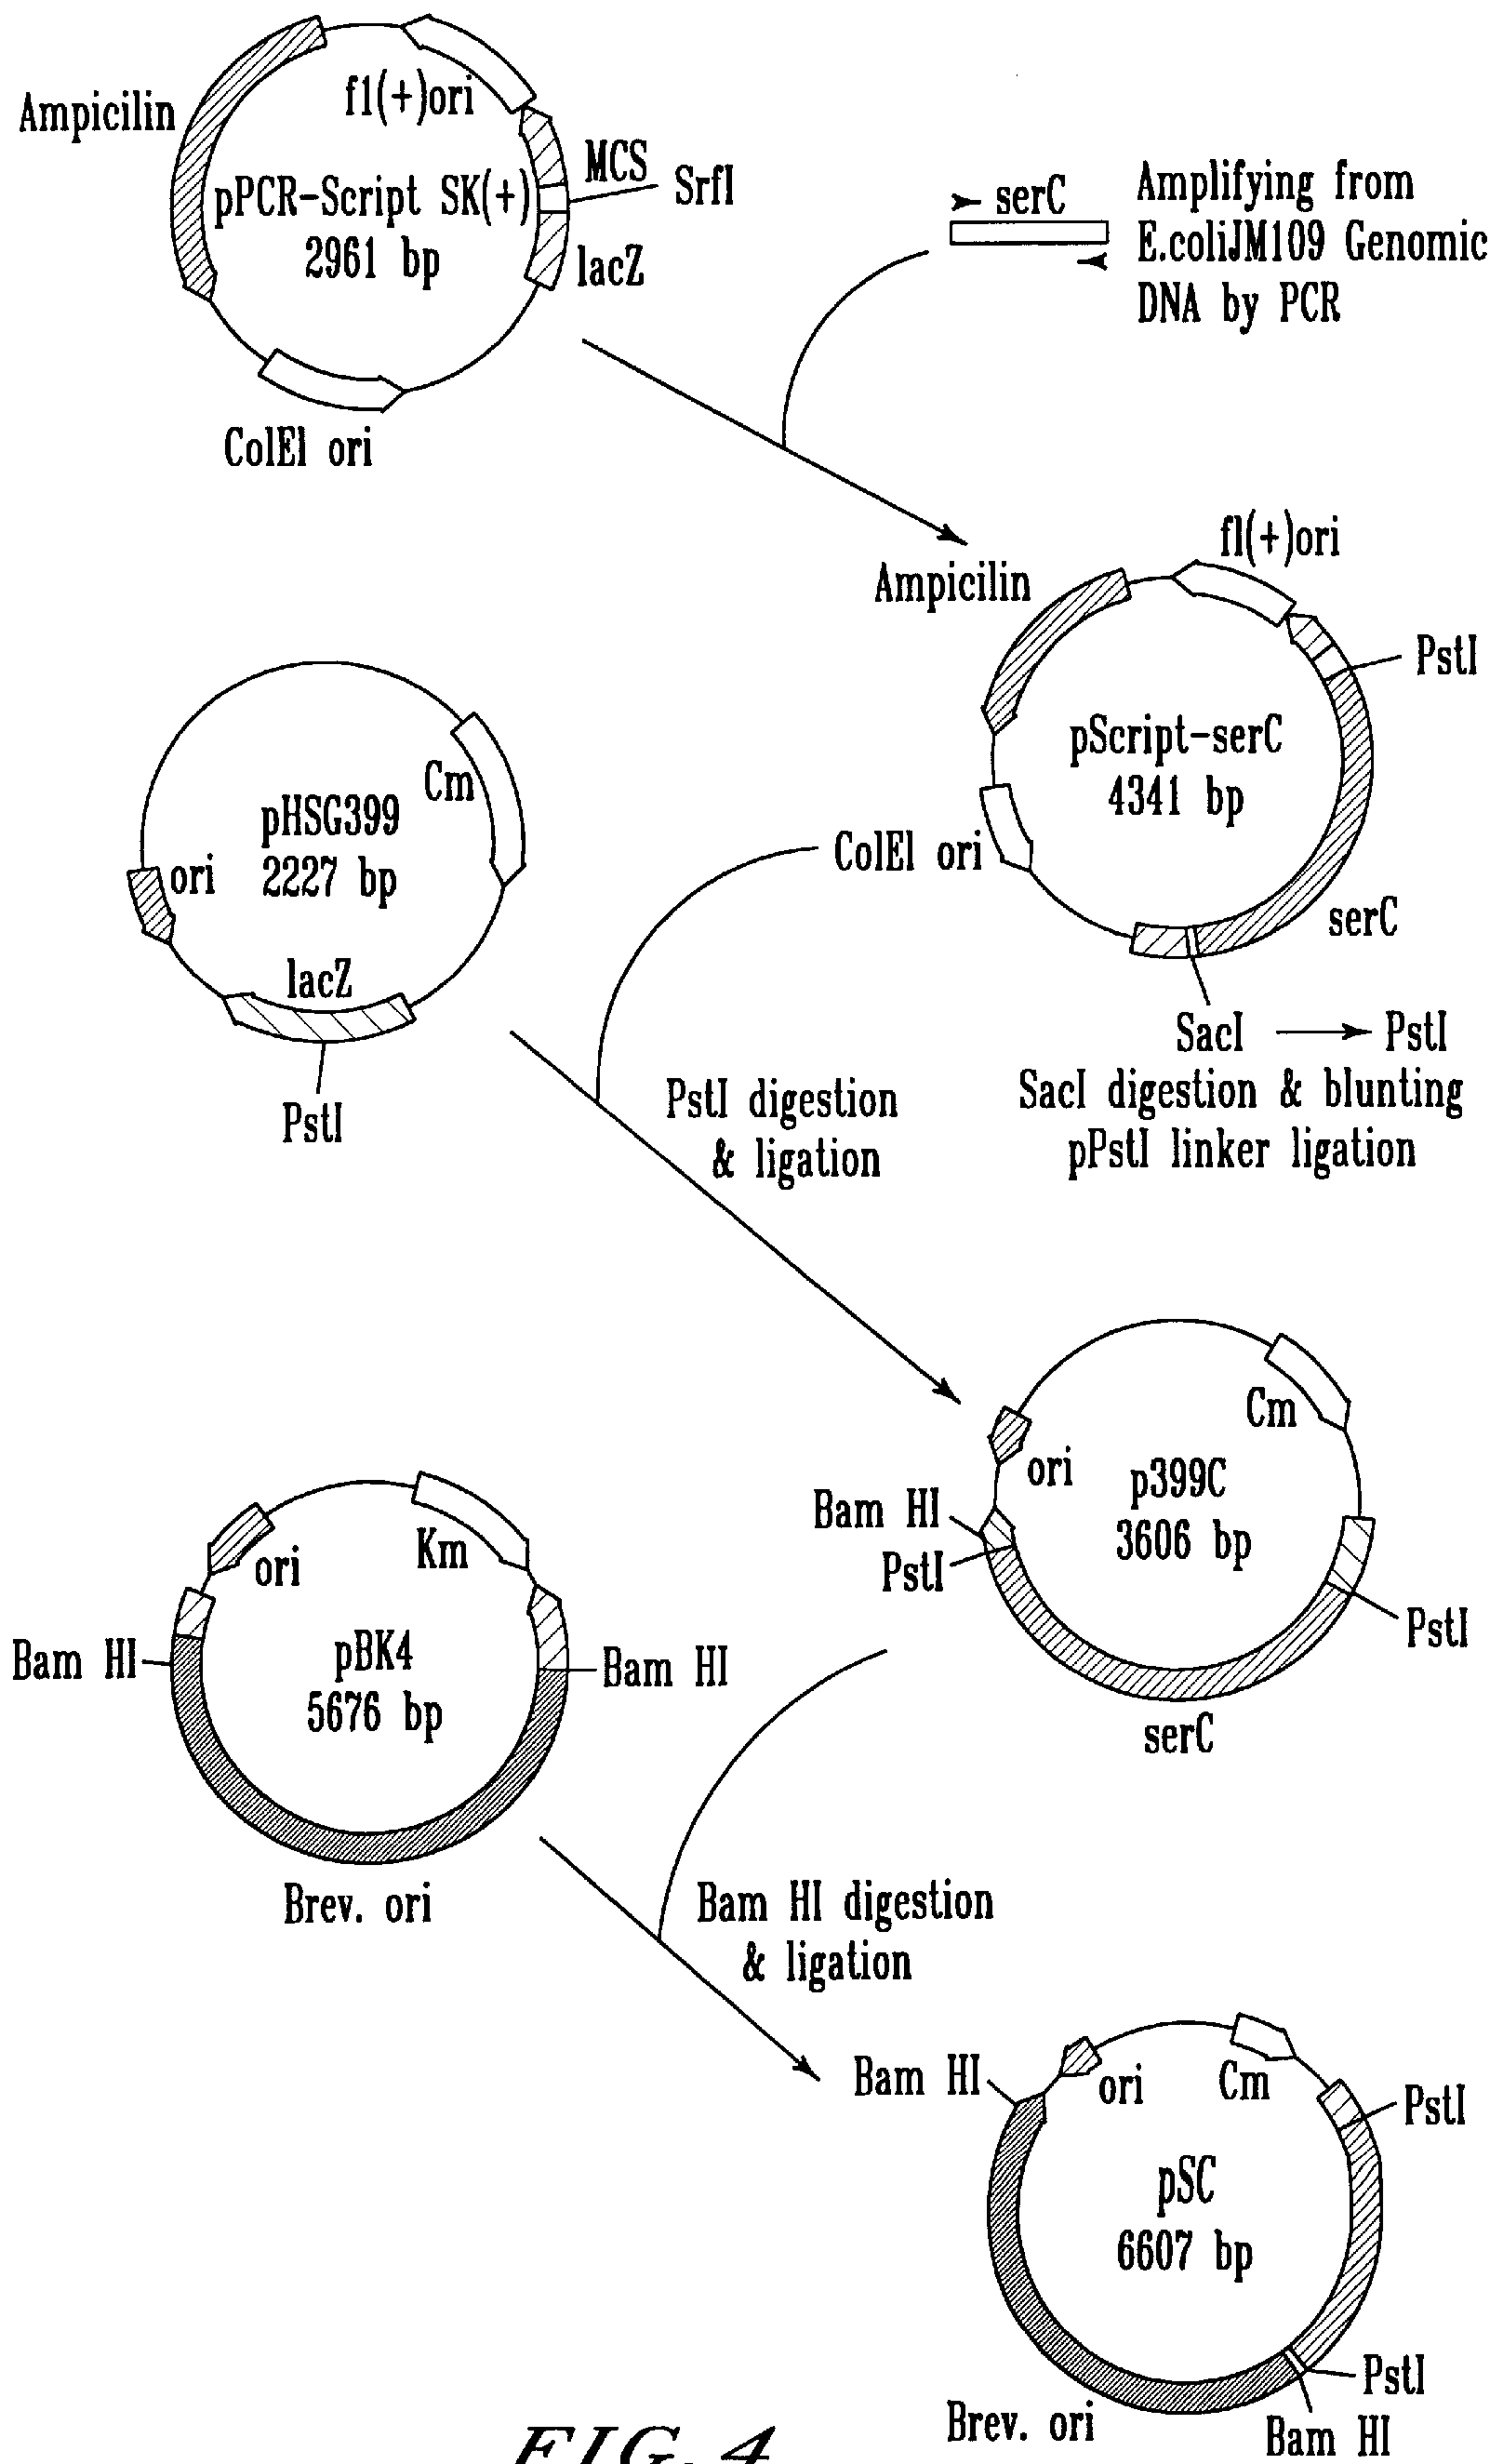 Ampicilin
f1(+)ori
pPCR-Script SK(+)
2961 bp
MCS
SrfI
lacZ
ColEl ori
serC
Amplifying from
E.coliJM109 Genomic
DNA by PCR
Ampicilin
fl(+)ori
PstI
pScript-serC
4341 bp
ColEl ori
serC
SacI
PstI
SacI digestion & blunting
pPstI linker ligation
Cm
pHSG399
2227 bp
ori
lacZ
PstI
PstI digestion
& ligation
Cm
ori
p399C
3606 bp
Bam HI
PstI
PstI
serC
ori
Km
Bam HI
pBK4
5676 bp
Bam HI
Brev. ori
Bam HI digestion
& ligation
Bam HI
ori
Cm
PstI
pSC
6607 bp
PstI
Brev. ori
Bam HI
FIG. 4